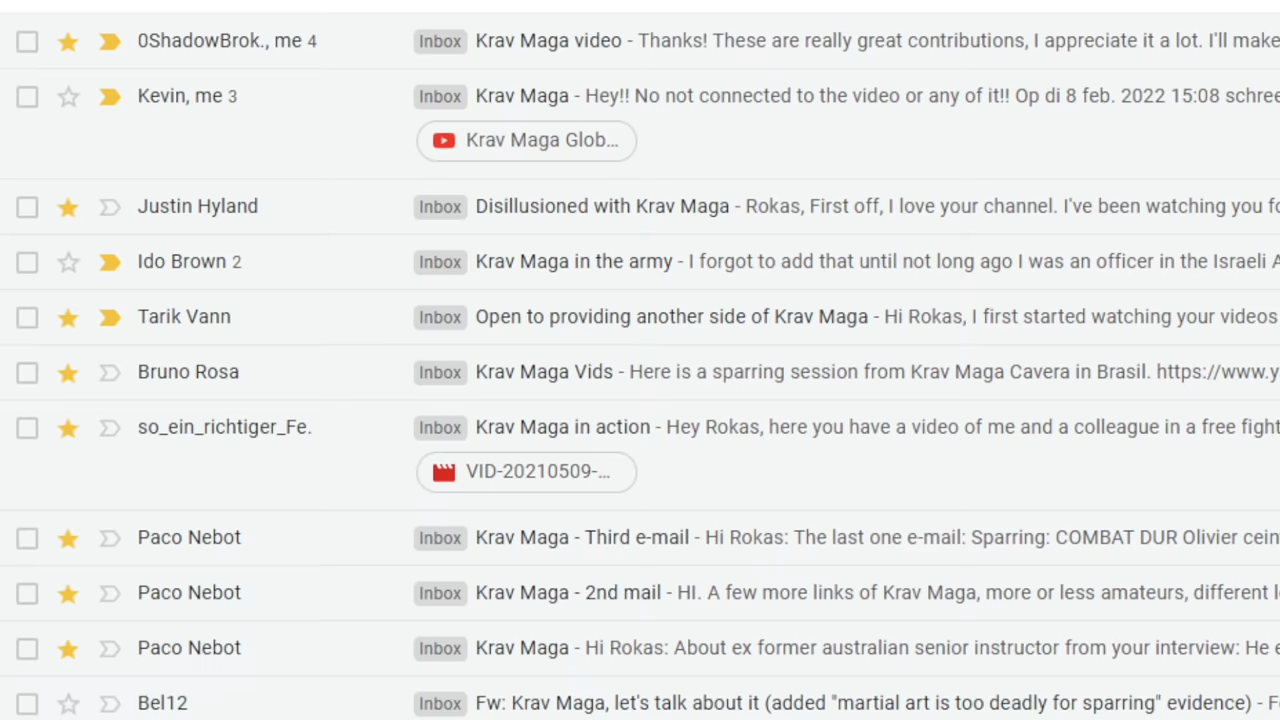 0ShadowBrok., me 4 Inbox Krav Maga video - Thanks! These are really great contributions, I appreciate it a lot. I'll make
Kevin, me 3 Inbox Krav Maga - Hey!! No not connected to the video or any of it!! Op di 8 feb. 2022 15:08 schree
Krav Maga Glob...
Justin Hyland Inbox Disillusioned with Krav Maga - Rokas, First off, I love your channel. I've been watching you fo
Ido Brown 2 Inbox Krav Maga in the army - I forgot to add that until not long ago I was an officer in the Israeli A
Tarik Vann Inbox Open to providing another side of Krav Maga - Hi Rokas, I first started watching your videos
Bruno Rosa Inbox Krav Maga Vids - Here is a sparring session from Krav Maga Cavera in Brasil. https://www.y
so_ein_richtiger_Fe. Inbox Krav Maga in action - Hey Rokas, here you have a video of me and a colleague in a free fight
VID-20210509-...
Paco Nebot Inbox Krav Maga - Third e-mail - Hi Rokas: The last one e-mail: Sparring: COMBAT DUR Olivier cein
Paco Nebot Inbox Krav Maga - 2nd mail - HI. A few more links of Krav Maga, more or less amateurs, different l
Paco Nebot Inbox Krav Maga - Hi Rokas: About ex former australian senior instructor from your interview: He e
Bel12 Inbox Fw: Krav Maga, let's talk about it (added "martial art is too deadly for sparring" evidence) - F